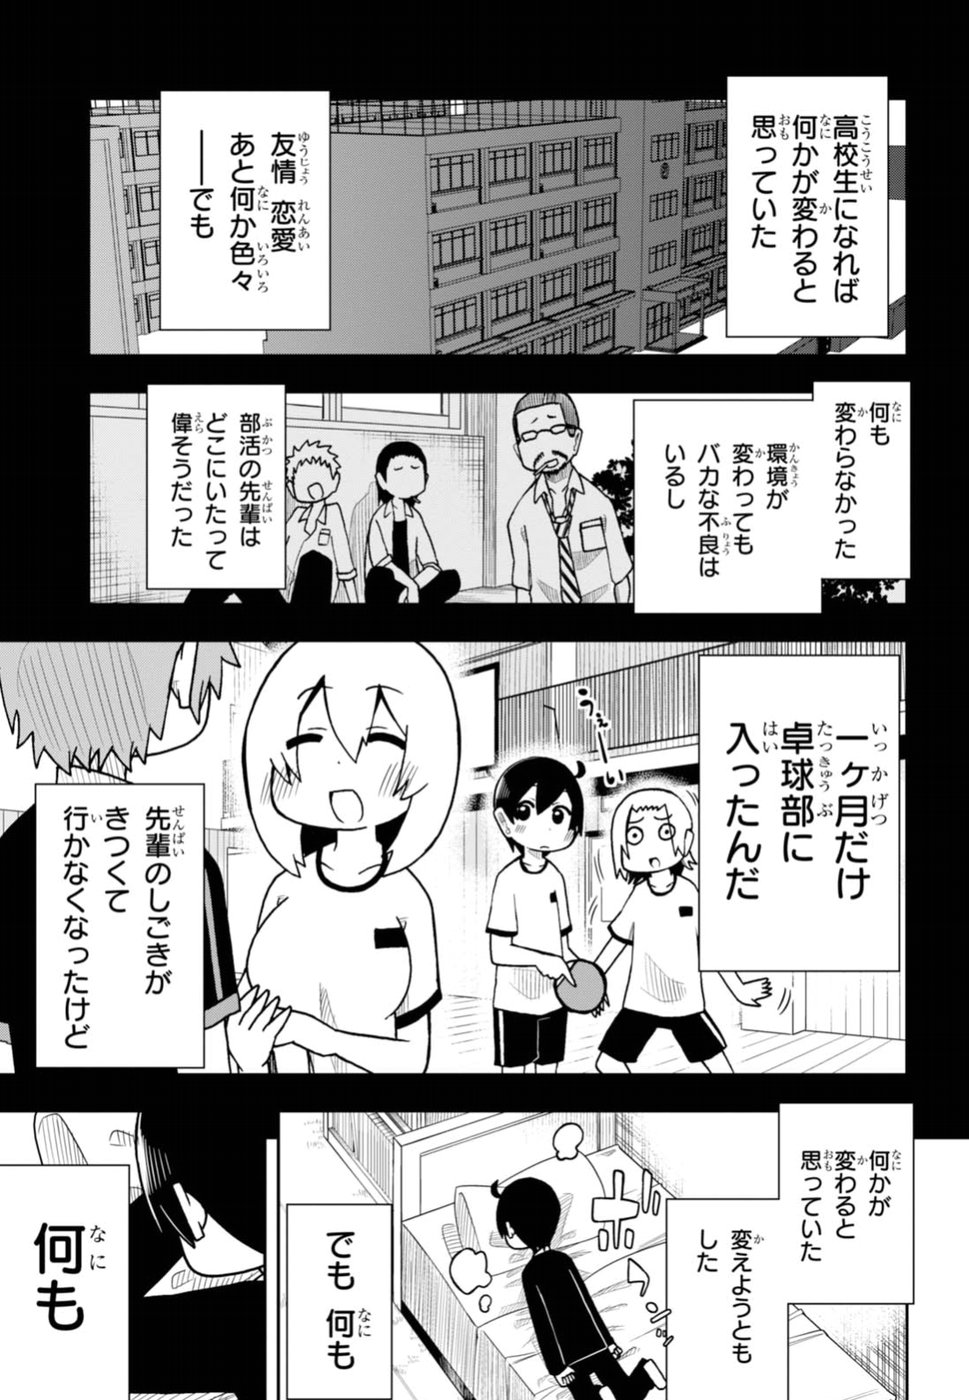 高校生になれば
何かが変わると
思っていた
友情 恋愛
あと何か色々
――でも
何も
変わらなかった
環境が
変わっても
バカな不良は
いるし
部活の先輩は
どこにいたって
偉そうだった
一ケ月だけ
卓球部に
入ったんだ
うぇーい
先輩のしごきが
きつくて
行かなくなったけど
何かが
変わると
思っていた
変えようとも
した
ボフッ
でも 何も
何も